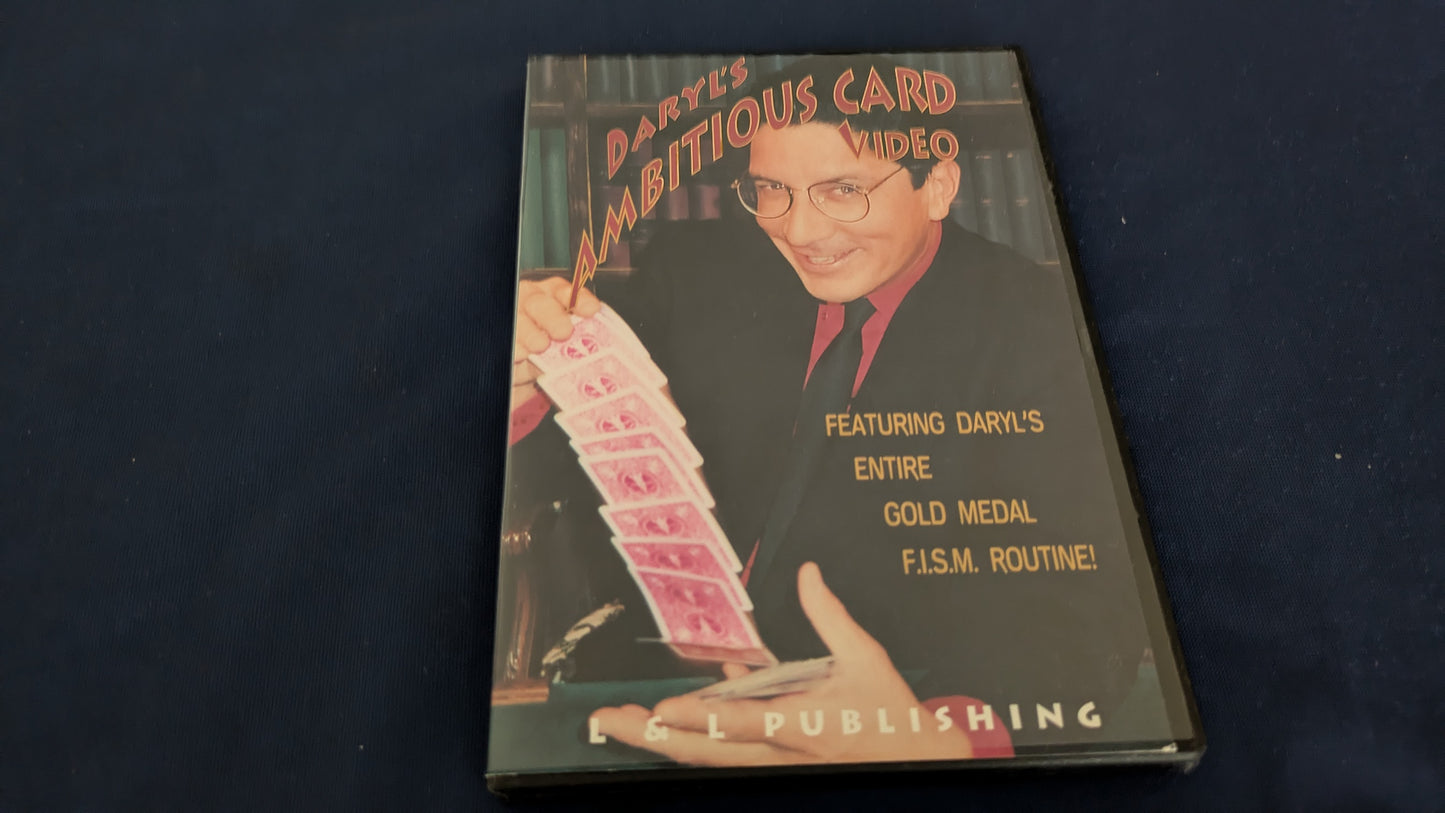 DARYL'S
AMBITIOUS CARD
VIDEO
FEATURING DARYL'S
ENTIRE
GOLD MEDAL
F.I.S.M. ROUTINE!
L & L PUBLISHING